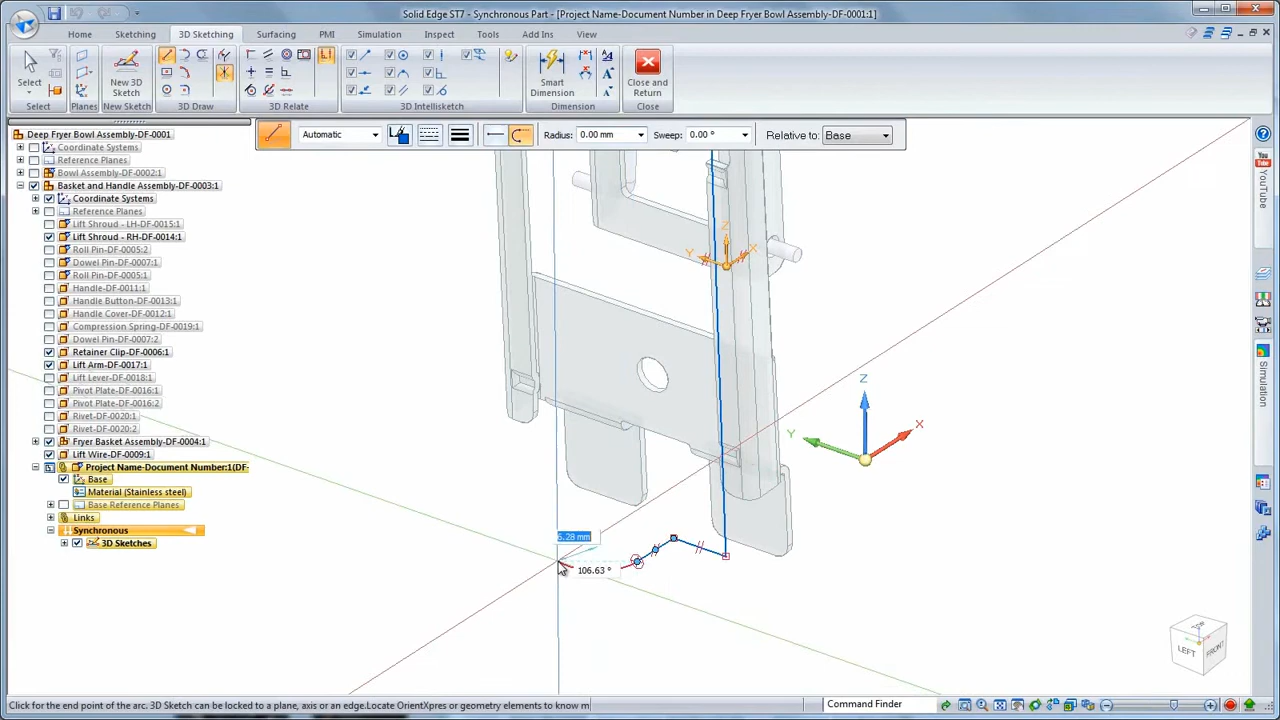 Solid Edge ST7 - Synchronous Part - [Project Name-Document Number in Deep Fryer Bowl Assembly-DF-0001:1]
Home Sketching 3D Sketching Surfacing PMI Simulation Inspect Tools Add Ins View
Select
New 3D Sketch
Smart Dimension
Close and Return
Select Planes New Sketch 3D Draw 3D Relate 3D Intellisketch Dimension Close
Automatic Radius: 0.00 mm Sweep: 0.00 ° Relative to: Base
Deep Fryer Bowl Assembly-DF-0001
Coordinate Systems
Reference Planes
Bowl Assembly-DF-0002:1
Basket and Handle Assembly-DF-0003:1
Coordinate Systems
Reference Planes
Lift Shroud - LH-DF-0015:1
Lift Shroud - RH-DF-0014:1
Roll Pin-DF-0005:2
Dowel Pin-DF-0007:1
Roll Pin-DF-0005:1
Handle-DF-0011:1
Handle Button-DF-0013:1
Handle Cover-DF-0012:1
Compression Spring-DF-0019:1
Dowel Pin-DF-0007:2
Retainer Clip-DF-0006:1
Lift Arm-DF-0017:1
Lift Lever-DF-0018:1
Pivot Plate-DF-0016:1
Pivot Plate-DF-0016:2
Rivet-DF-0020:1
Rivet-DF-0020:2
Fryer Basket Assembly-DF-0004:1
Lift Wire-DF-0009:1
Project Name-Document Number:1(DF-
Base
Material (Stainless steel)
Base Reference Planes
Links
Synchronous
3D Sketches
Z
Y
X
Z
Y
X
6.28 mm
106.63 °
TOP
LEFT
FRONT
You Tube
YouTube
Simulation
Click for the end point of the arc. 3D Sketch can be locked to a plane, axis or an edge.Locate OrientXpres or geometry elements to know m
Command Finder